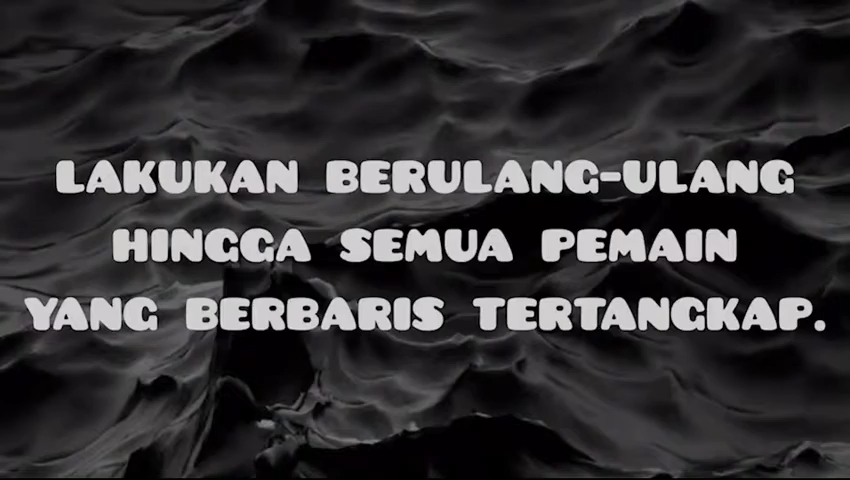 LAKUKAN BERULANG-ULANG
HINGGA SEMUA PEMAIN
YANG BERBARIS TERTANGKAP.